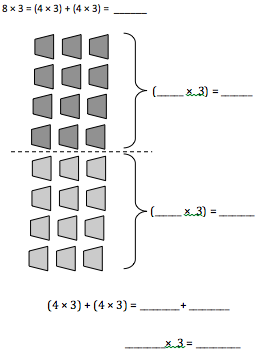 8 × 3 = (4 × 3) + (4 × 3) = ______
(_____ × 3) = ______
(_____ × 3) = ______
(4 × 3) + (4 × 3) = _______+ _______
_______× 3 = ________